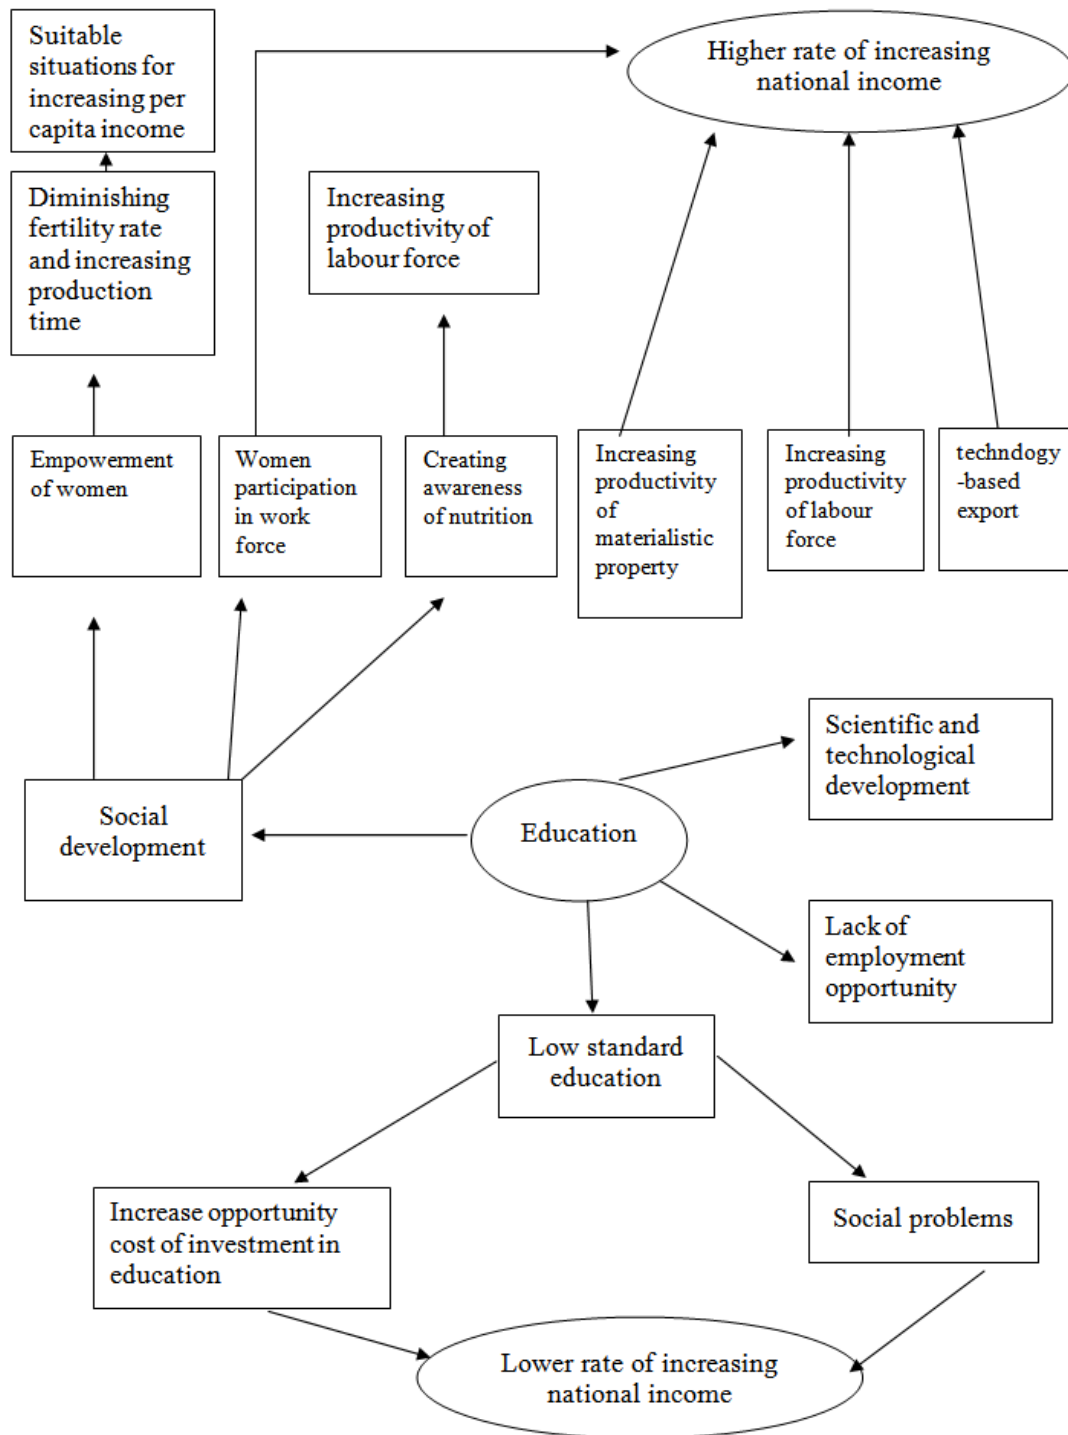 Suitable
situations for
increasing per
capita income
Higher rate of increasing
national income
Diminishing
fertility rate
and increasing
production
time
Increasing
productivity of
labour force
Empowerment
of women
Women
participation
in work
force
Creating
awareness
of nutrition
Increasing
productivity
of
materialistic
property
Increasing
productivity
of labour
force
techndogy
-based
export
Scientific and
technological
development
Social
development
Education
Lack of
employment
opportunity
Low standard
education
Increase opportunity
cost of investment in
education
Social problems
Lower rate of increasing
national income